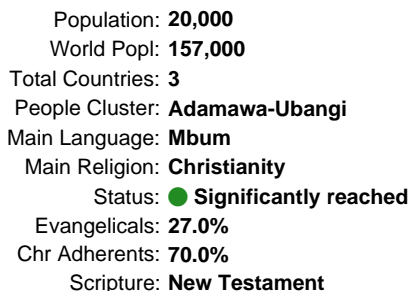 Population: 20,000
World Popl: 157,000
Total Countries: 3
People Cluster: Adamawa-Ubangi
Main Language: Mbum
Main Religion: Christianity
Status: Significantly reached
Evangelicals: 27.0%
Chr Adherents: 70.0%
Scripture: New Testament